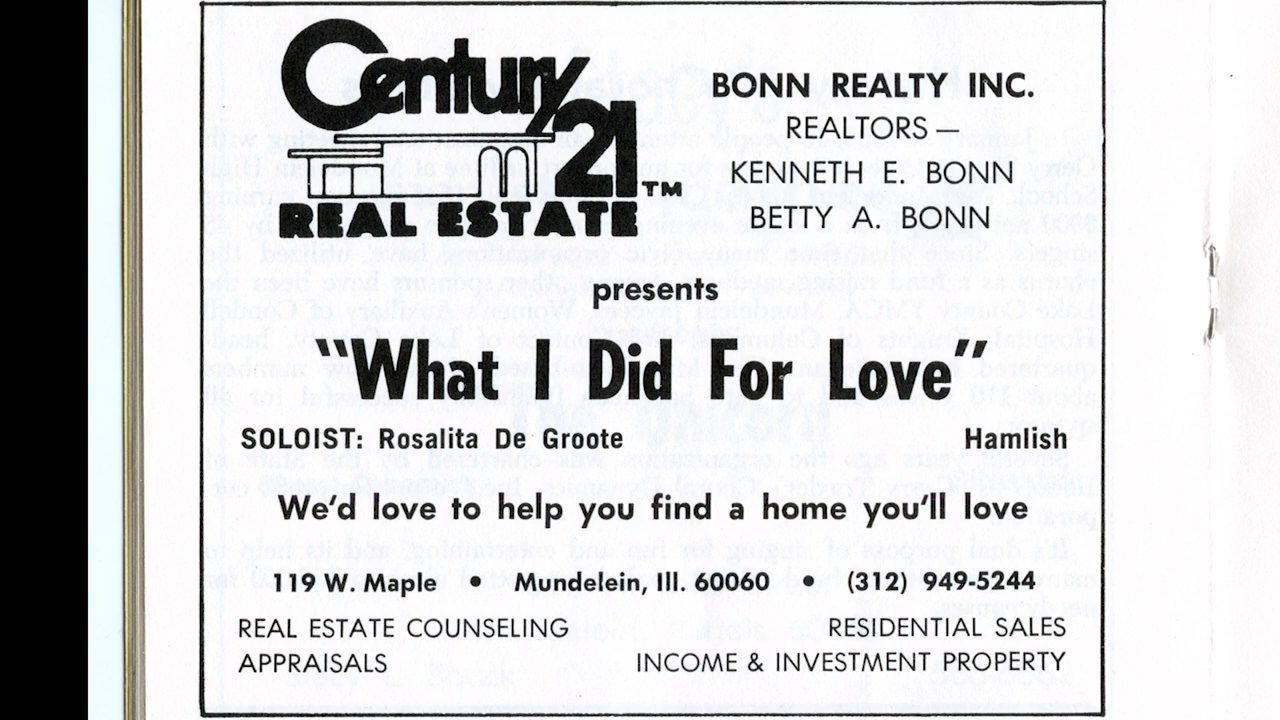 Century 21™
REAL ESTATE
BONN REALTY INC.
REALTORS —
KENNETH E. BONN
BETTY A. BONN
presents
"What I Did For Love"
SOLOIST: Rosalita De Groote Hamlish
We'd love to help you find a home you'll love
119 W. Maple • Mundelein, Ill. 60060 • (312) 949-5244
REAL ESTATE COUNSELING RESIDENTIAL SALES
APPRAISALS INCOME & INVESTMENT PROPERTY